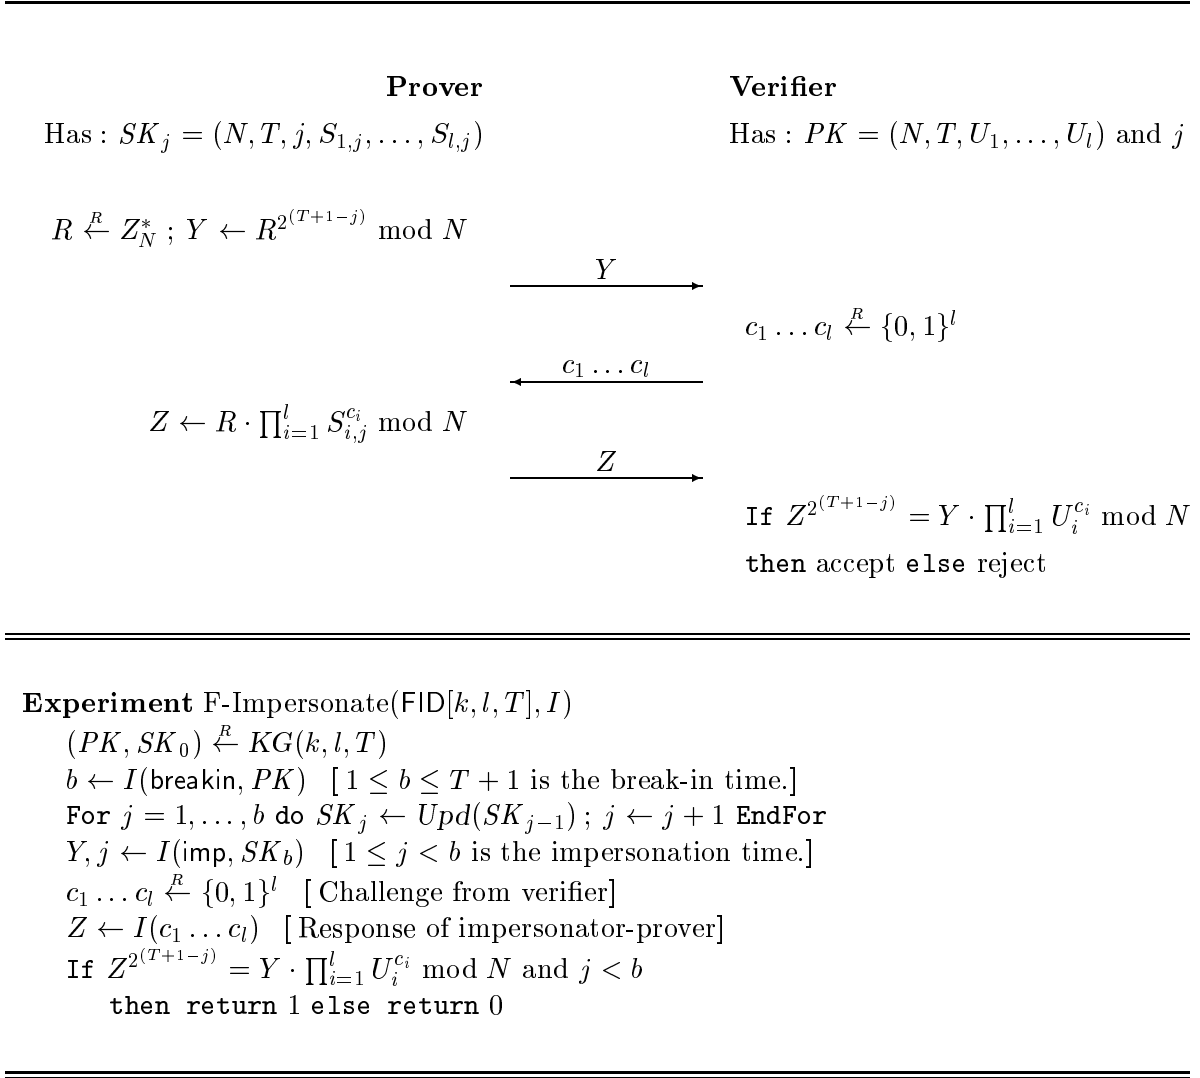 Prover Verifier
Has : SK_j = (N, T, j, S_{1,j}, . . . , S_{l,j}) Has : PK = (N, T, U_1, . . . , U_l) and j
R ←^R Z_N^* ; Y ← R^{2^{(T+1−j)}} mod N
Y
c_1 . . . c_l ←^R {0, 1}^l
c_1 . . . c_l
Z ← R · ∏_{i=1}^l S_{i,j}^{c_i} mod N
Z
If Z^{2^{(T+1−j)}} = Y · ∏_{i=1}^l U_i^{c_i} mod N
then accept else reject
Experiment F-Impersonate(FID[k, l, T], I)
(PK, SK_0) ←^R KG(k, l, T)
b ← I(breakin, PK) [ 1 ≤ b ≤ T + 1 is the break-in time.]
For j = 1, . . . , b do SK_j ← Upd(SK_{j−1}) ; j ← j + 1 EndFor
Y, j ← I(imp, SK_b) [ 1 ≤ j < b is the impersonation time.]
c_1 . . . c_l ←^R {0, 1}^l [ Challenge from verifier]
Z ← I(c_1 . . . c_l) [ Response of impersonator-prover]
If Z^{2^{(T+1−j)}} = Y · ∏_{i=1}^l U_i^{c_i} mod N and j < b
then return 1 else return 0